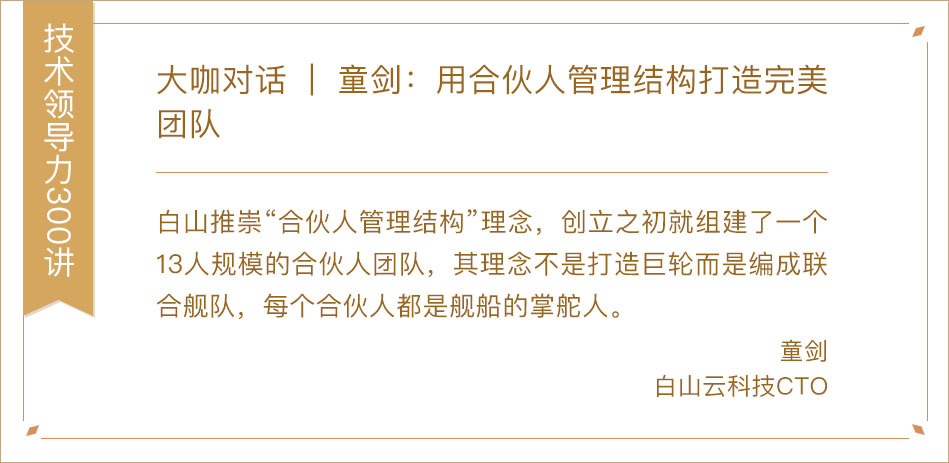 技术领导力300讲
大咖对话 | 童剑：用合伙人管理结构打造完美
团队
白山推崇“合伙人管理结构”理念，创立之初就组建了一个
13人规模的合伙人团队，其理念不是打造巨轮而是编成联
合舰队，每个合伙人都是舰船的掌舵人。
童剑
白山云科技CTO